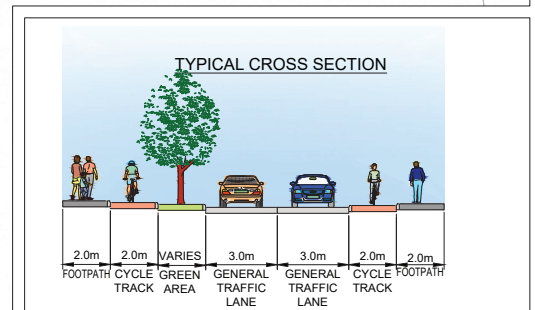 TYPICAL CROSS SECTION
2.0m 2.0m VARIES 3.0m 3.0m 2.0m 2.0m
FOOTPATH CYCLE TRACK GREEN AREA GENERAL TRAFFIC LANE GENERAL TRAFFIC LANE CYCLE TRACK FOOTPATH